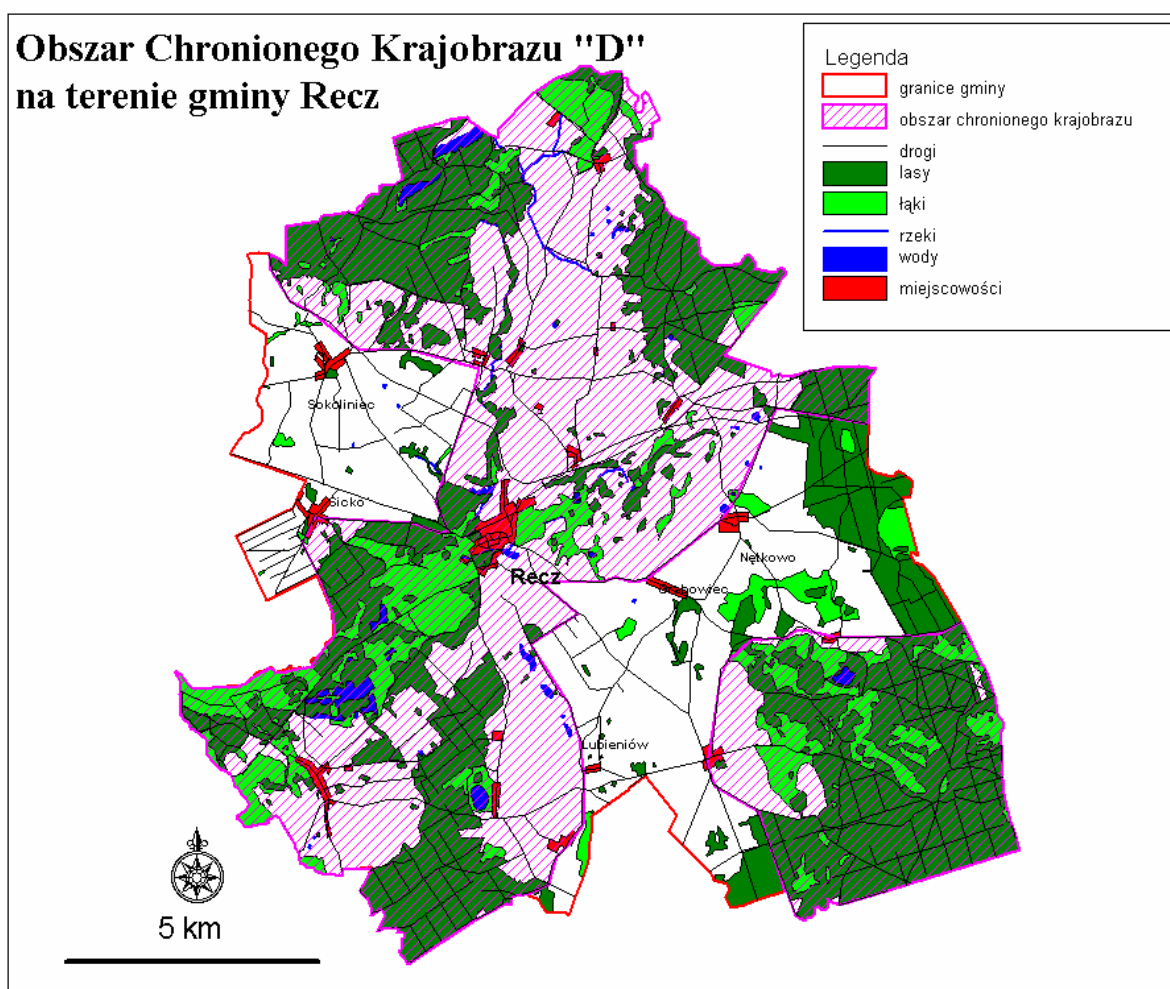 Obszar Chronionego Krajobrazu "D"
na terenie gminy Recz
Legenda
granice gminy
obszar chronionego krajobrazu
drogi
lasy
łąki
rzeki
wody
miejscowości
Sokoliniec
Sicko
Recz
Nętkowo
Grabowiec
Lubieniów
5 km